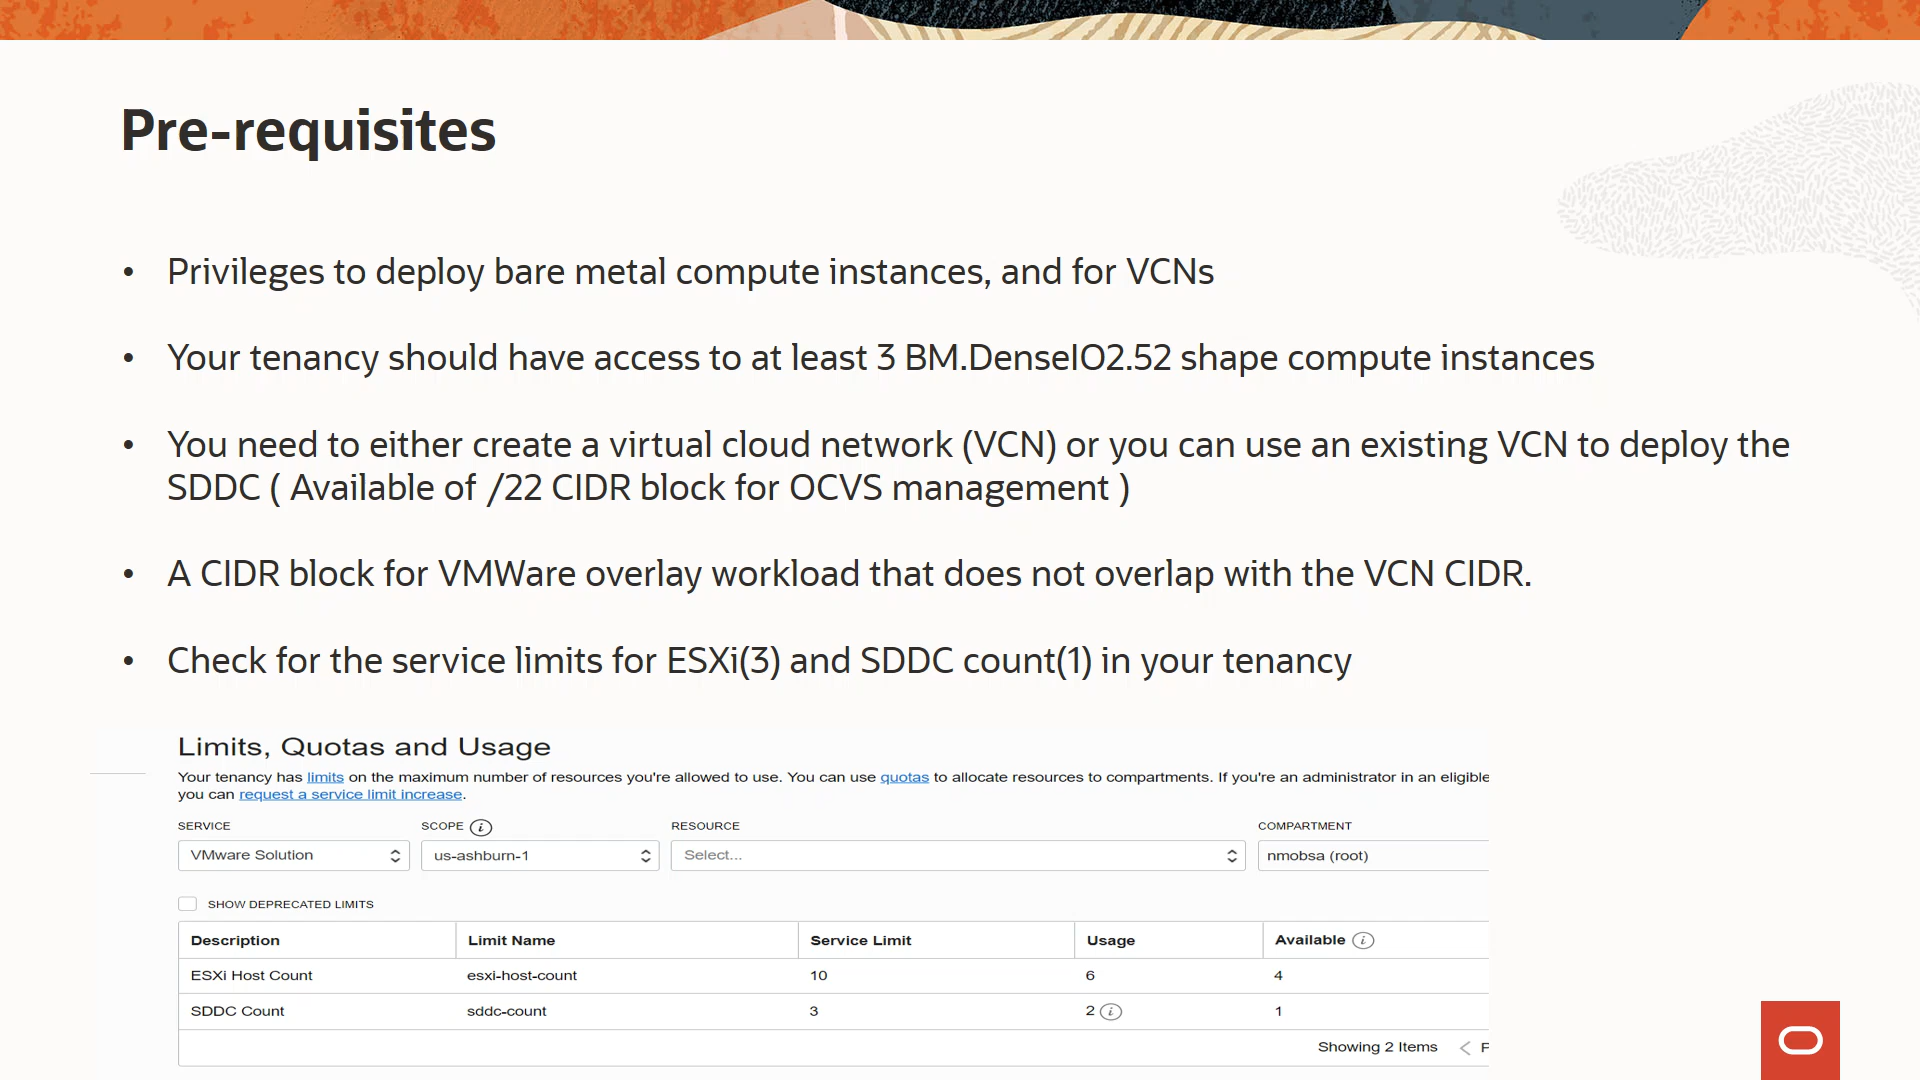 Pre-requisites
• Privileges to deploy bare metal compute instances, and for VCNs
• Your tenancy should have access to at least 3 BM.DenseIO2.52 shape compute instances
• You need to either create a virtual cloud network (VCN) or you can use an existing VCN to deploy the
SDDC ( Available of /22 CIDR block for OCVS management )
• A CIDR block for VMWare overlay workload that does not overlap with the VCN CIDR.
• Check for the service limits for ESXi(3) and SDDC count(1) in your tenancy
Limits, Quotas and Usage
Your tenancy has limits on the maximum number of resources you're allowed to use. You can use quotas to allocate resources to compartments. If you're an administrator in an eligible
you can request a service limit increase.
SERVICE SCOPE i RESOURCE COMPARTMENT
VMware Solution us-ashburn-1 Select... nmobsa (root)
SHOW DEPRECATED LIMITS
Description Limit Name Service Limit Usage Available i
ESXi Host Count esxi-host-count 10 6 4
SDDC Count sddc-count 3 2 i 1
Showing 2 Items <